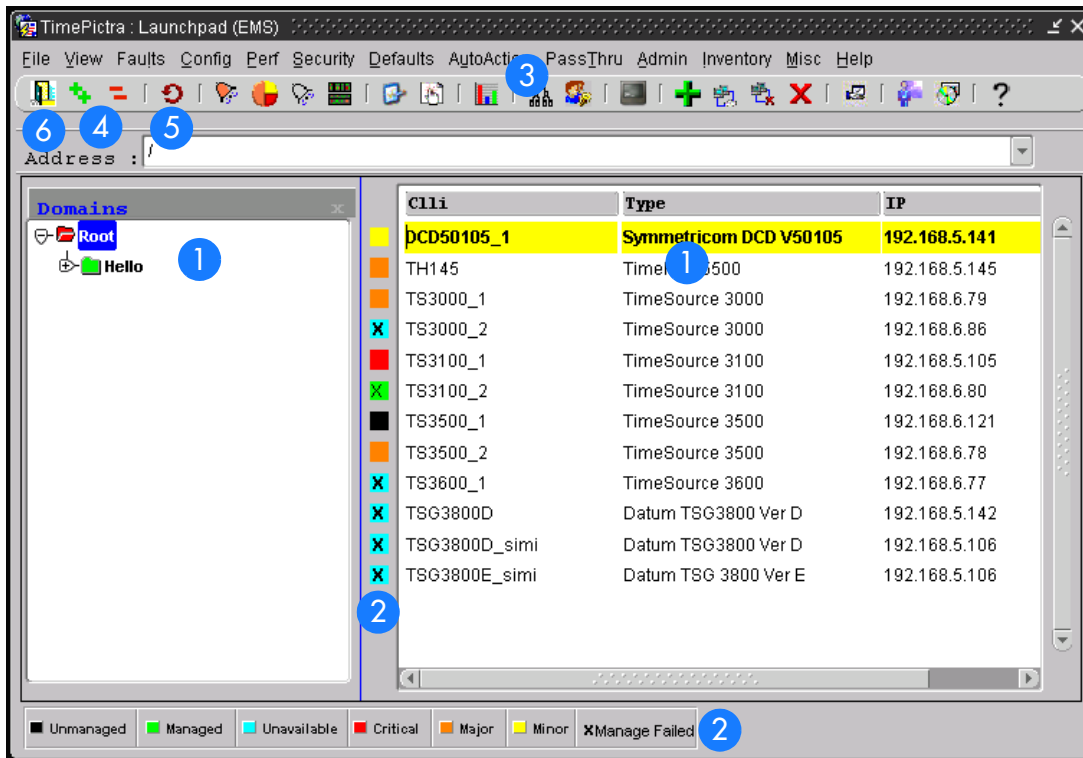 TimePictra : Launchpad (EMS)
File View Faults Config Perf Security Defaults AutoAction PassThru Admin Inventory Misc Help
3
6 4 5
?
Address : /
Domains x
Root
Hello
1
Clli Type IP
DCD50105_1 Symmetricom DCD V50105 192.168.5.141
1
TH145 5500 192.168.5.145
TS3000_1 TimeSource 3000 192.168.6.79
X TS3000_2 TimeSource 3000 192.168.6.86
TS3100_1 TimeSource 3100 192.168.5.105
X TS3100_2 TimeSource 3100 192.168.6.80
TS3500_1 TimeSource 3500 192.168.6.121
TS3500_2 TimeSource 3500 192.168.6.78
X TS3600_1 TimeSource 3600 192.168.6.77
X TSG3800D Datum TSG3800 Ver D 192.168.5.142
X TSG3800D_simi Datum TSG3800 Ver D 192.168.5.106
X TSG3800E_simi Datum TSG 3800 Ver E 192.168.5.106
2
Unmanaged Managed Unavailable Critical Major Minor XManage Failed 2